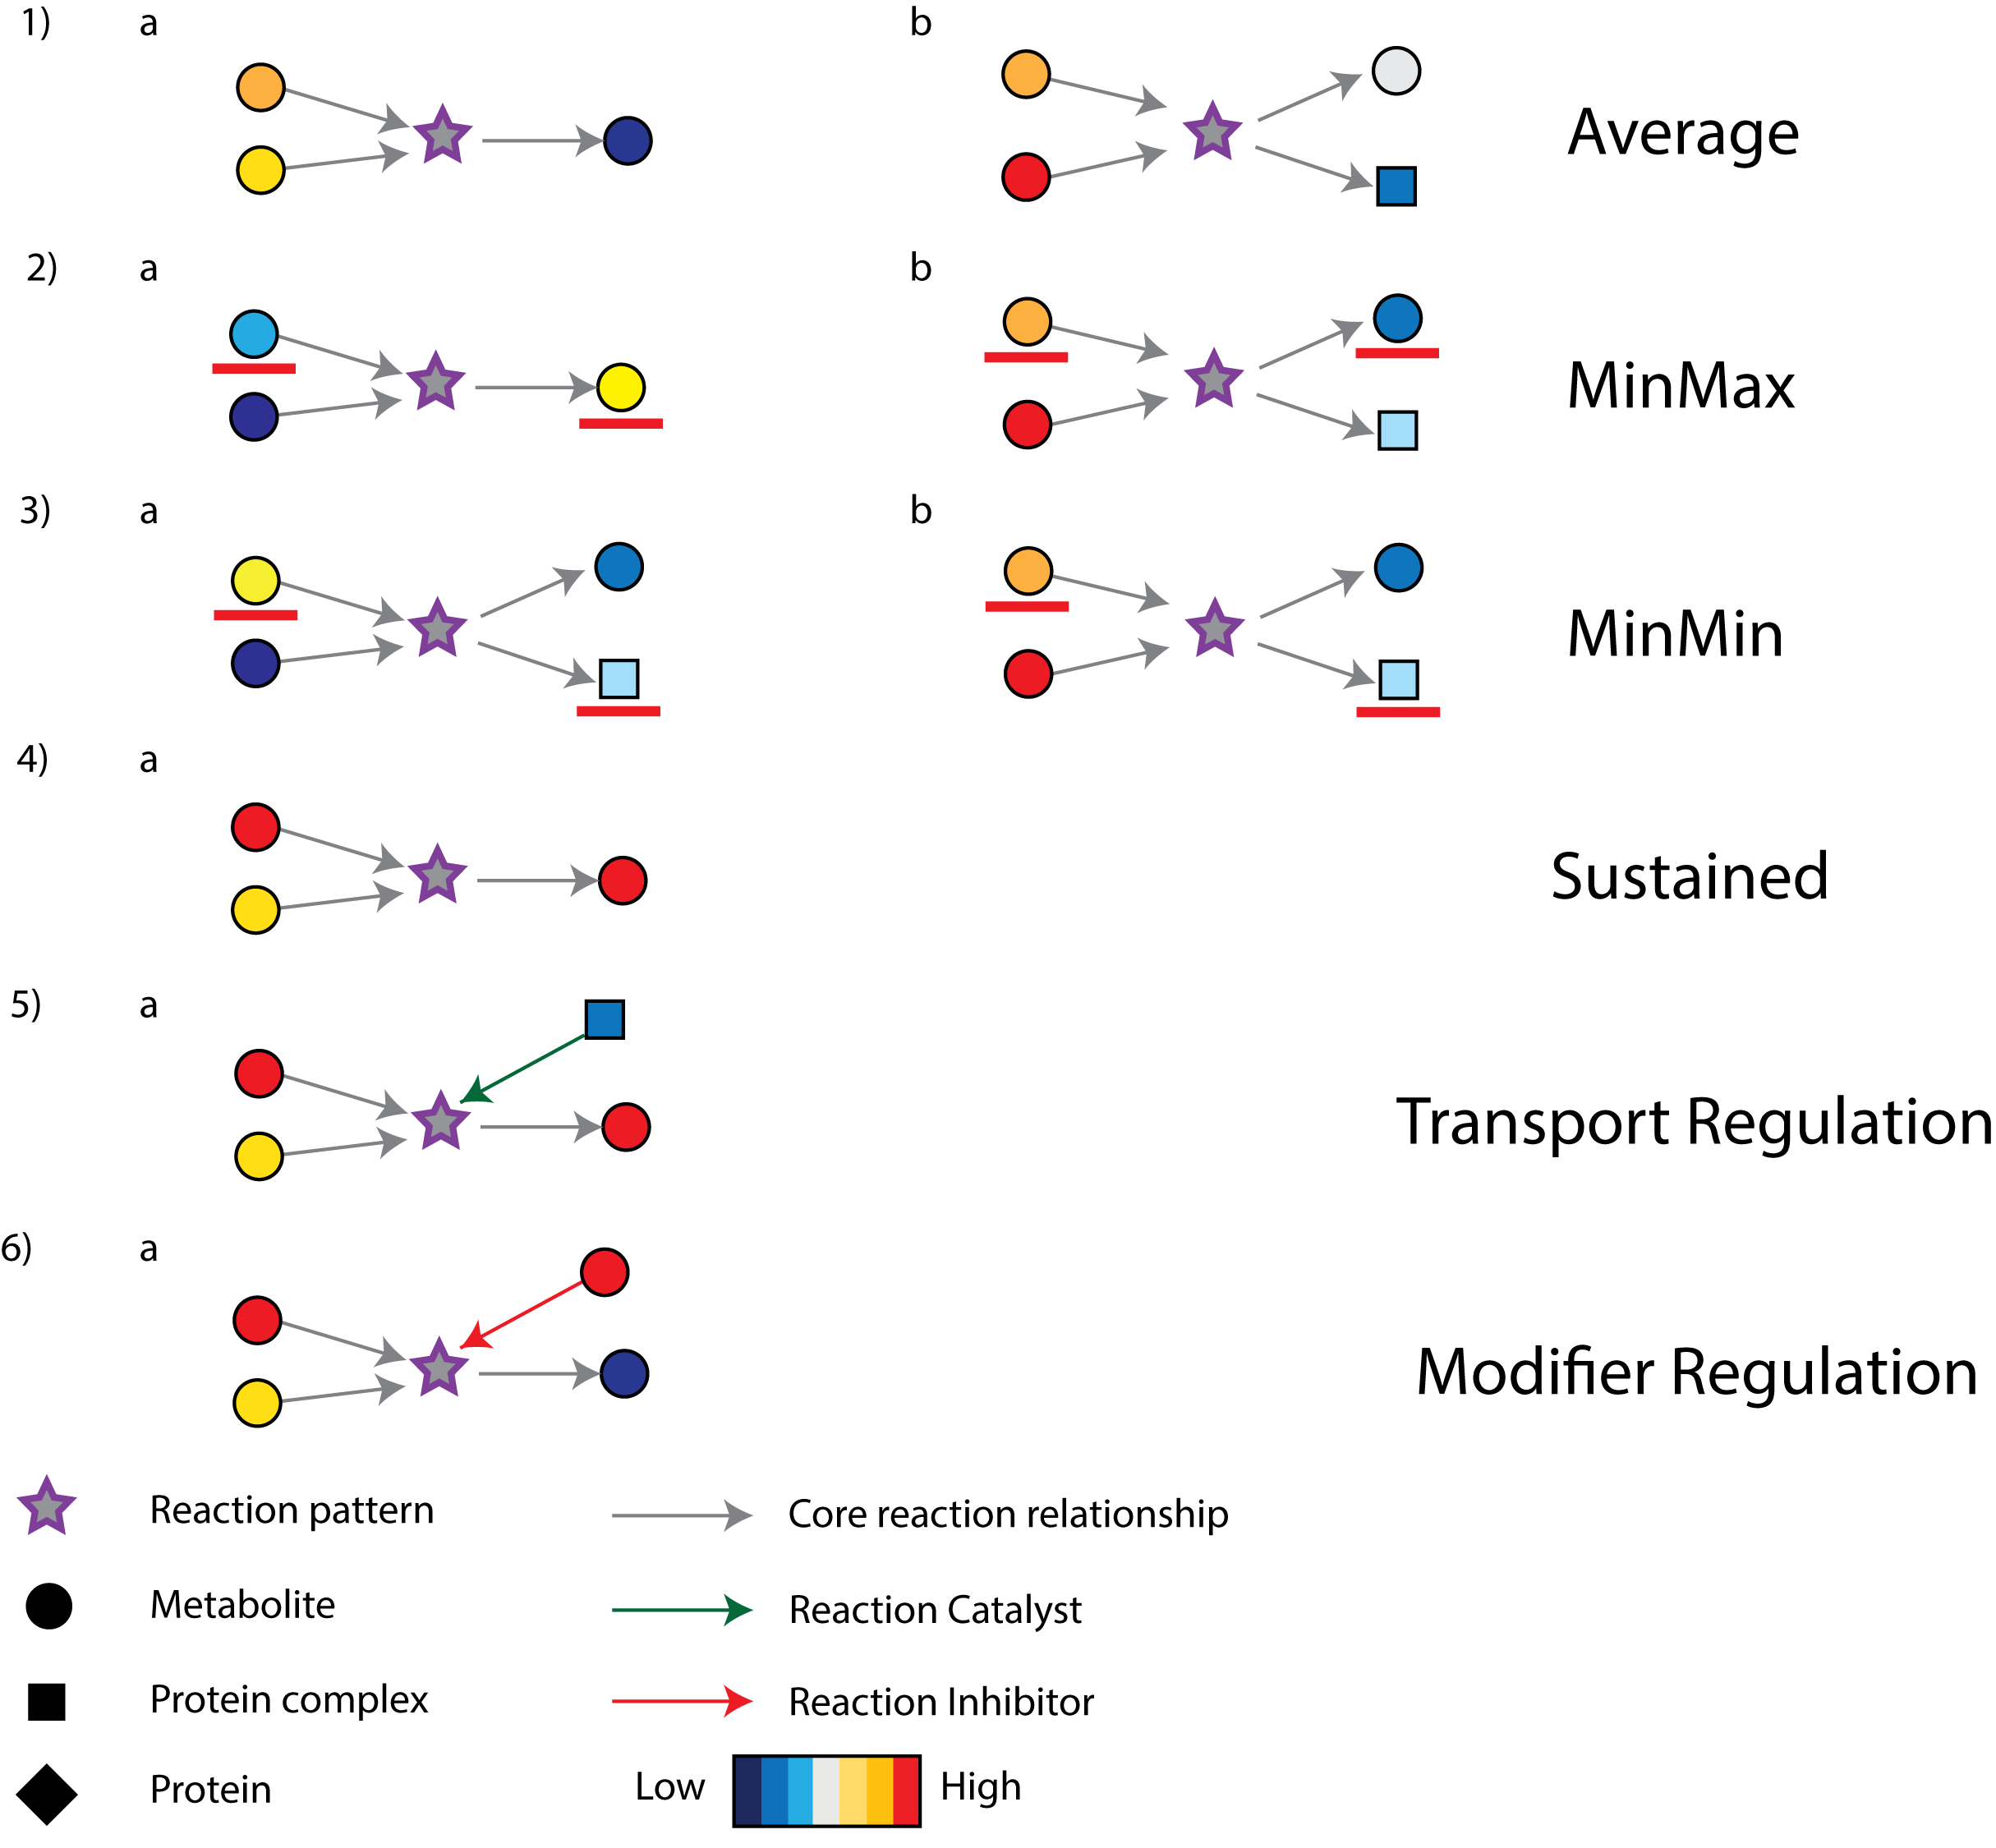 1) a b
Average
2) a b
MinMax
3) a b
MinMin
4) a
Sustained
5) a
Transport Regulation
6) a
Modifier Regulation
Reaction pattern
Core reaction relationship
Metabolite
Reaction Catalyst
Protein complex
Reaction Inhibitor
Protein
Low High